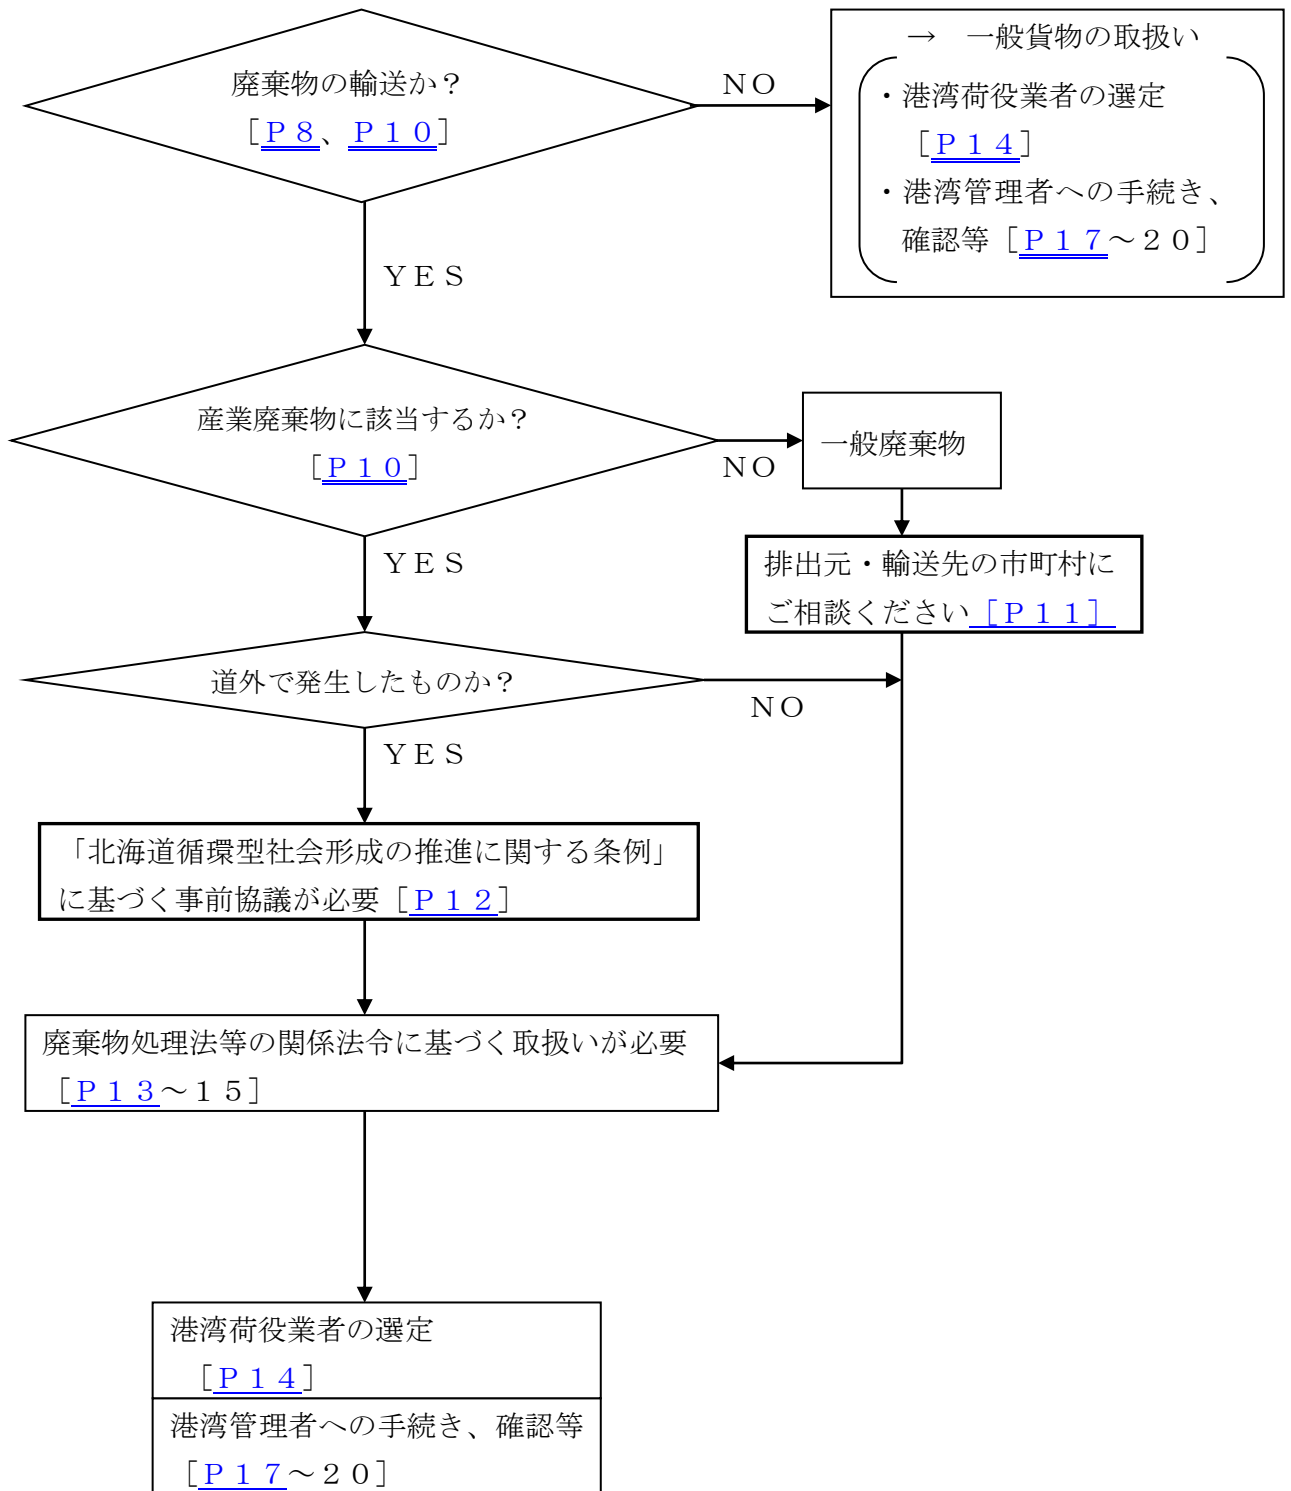 廃棄物の輸送か？
［Ｐ８、Ｐ１０］
ＮＯ
→　一般貨物の取扱い
・港湾荷役業者の選定
［Ｐ１４］
・港湾管理者への手続き、
確認等［Ｐ１７～２０］
ＹＥＳ
産業廃棄物に該当するか？
［Ｐ１０］
ＮＯ
一般廃棄物
ＹＥＳ
排出元・輸送先の市町村に
ご相談ください［Ｐ１１］
道外で発生したものか？
ＮＯ
ＹＥＳ
「北海道循環型社会形成の推進に関する条例」
に基づく事前協議が必要［Ｐ１２］
廃棄物処理法等の関係法令に基づく取扱いが必要
［Ｐ１３～１５］
港湾荷役業者の選定
［Ｐ１４］
港湾管理者への手続き、確認等
［Ｐ１７～２０］